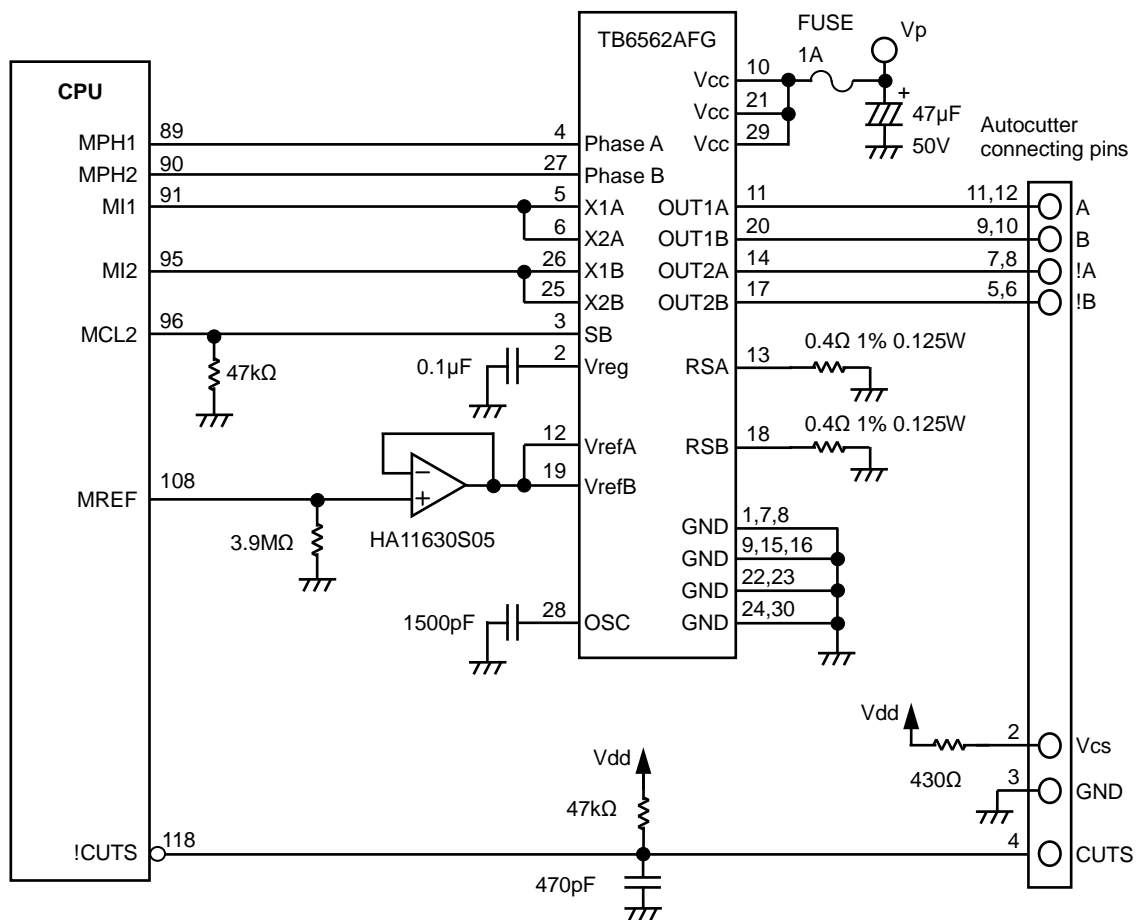 TB6562AFG
FUSE
1A
Vp
CPU
Vcc 10
Vcc 21
Vcc 29
+
47µF
50V
Autocutter
connecting pins
MPH1 89 4 Phase A
MPH2 90 27 Phase B
MI1 91 5 X1A OUT1A 11 11,12 A
6 X2A OUT1B 20 9,10 B
MI2 95 26 X1B OUT2A 14 7,8 !A
25 X2B OUT2B 17 5,6 !B
MCL2 96 3 SB
47kΩ
0.1µF 2 Vreg
RSA 13 0.4Ω 1% 0.125W
12 VrefA
RSB 18 0.4Ω 1% 0.125W
−
+
19 VrefB
MREF 108
3.9MΩ
HA11630S05
GND 1,7,8
GND 9,15,16
GND 22,23
GND 24,30
1500pF 28 OSC
Vdd
430Ω
2 Vcs
3 GND
Vdd
47kΩ
!CUTS 118 4 CUTS
470pF